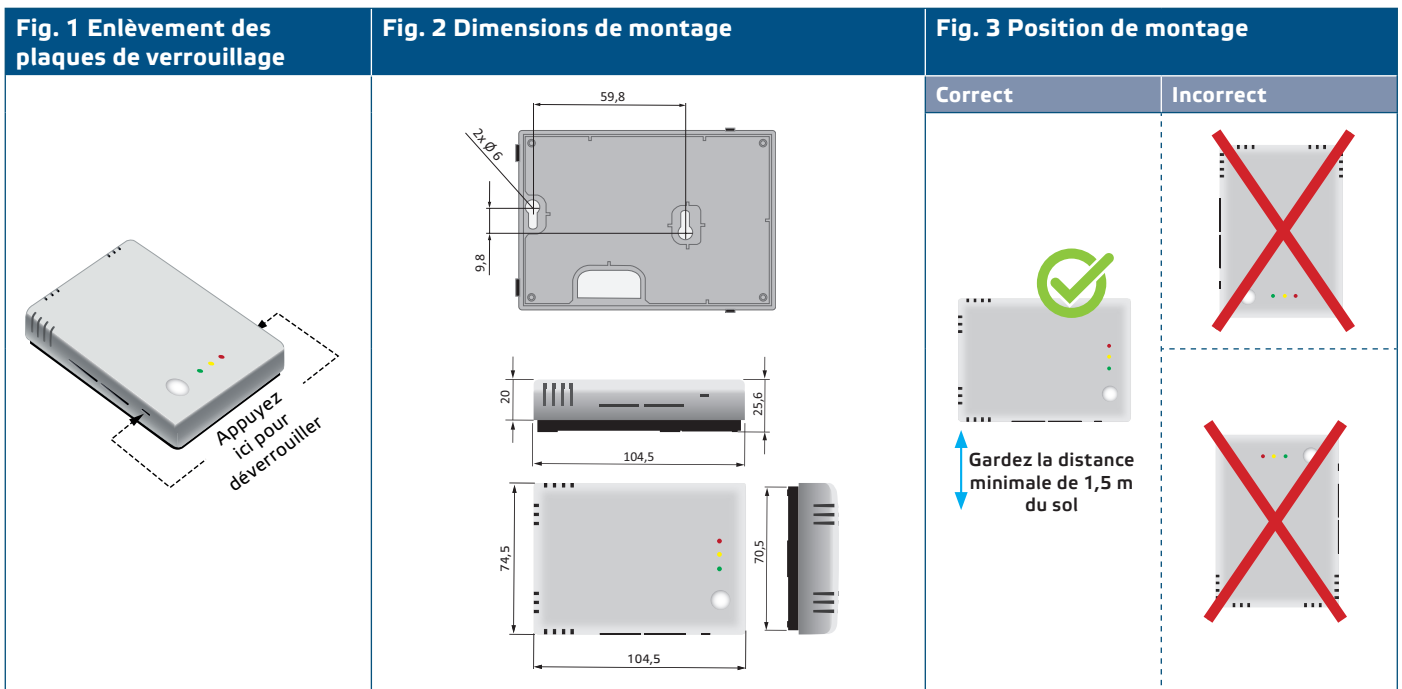 Fig. 1 Enlèvement des
plaques de verrouillage
Appuyez
ici pour
déverrouiller
Fig. 2 Dimensions de montage
59,8
2x Ø 6
9,8
20
25,6
104,5
74,5
70,5
104,5
Fig. 3 Position de montage
Correct
Incorrect
Gardez la distance
minimale de 1,5 m
du sol